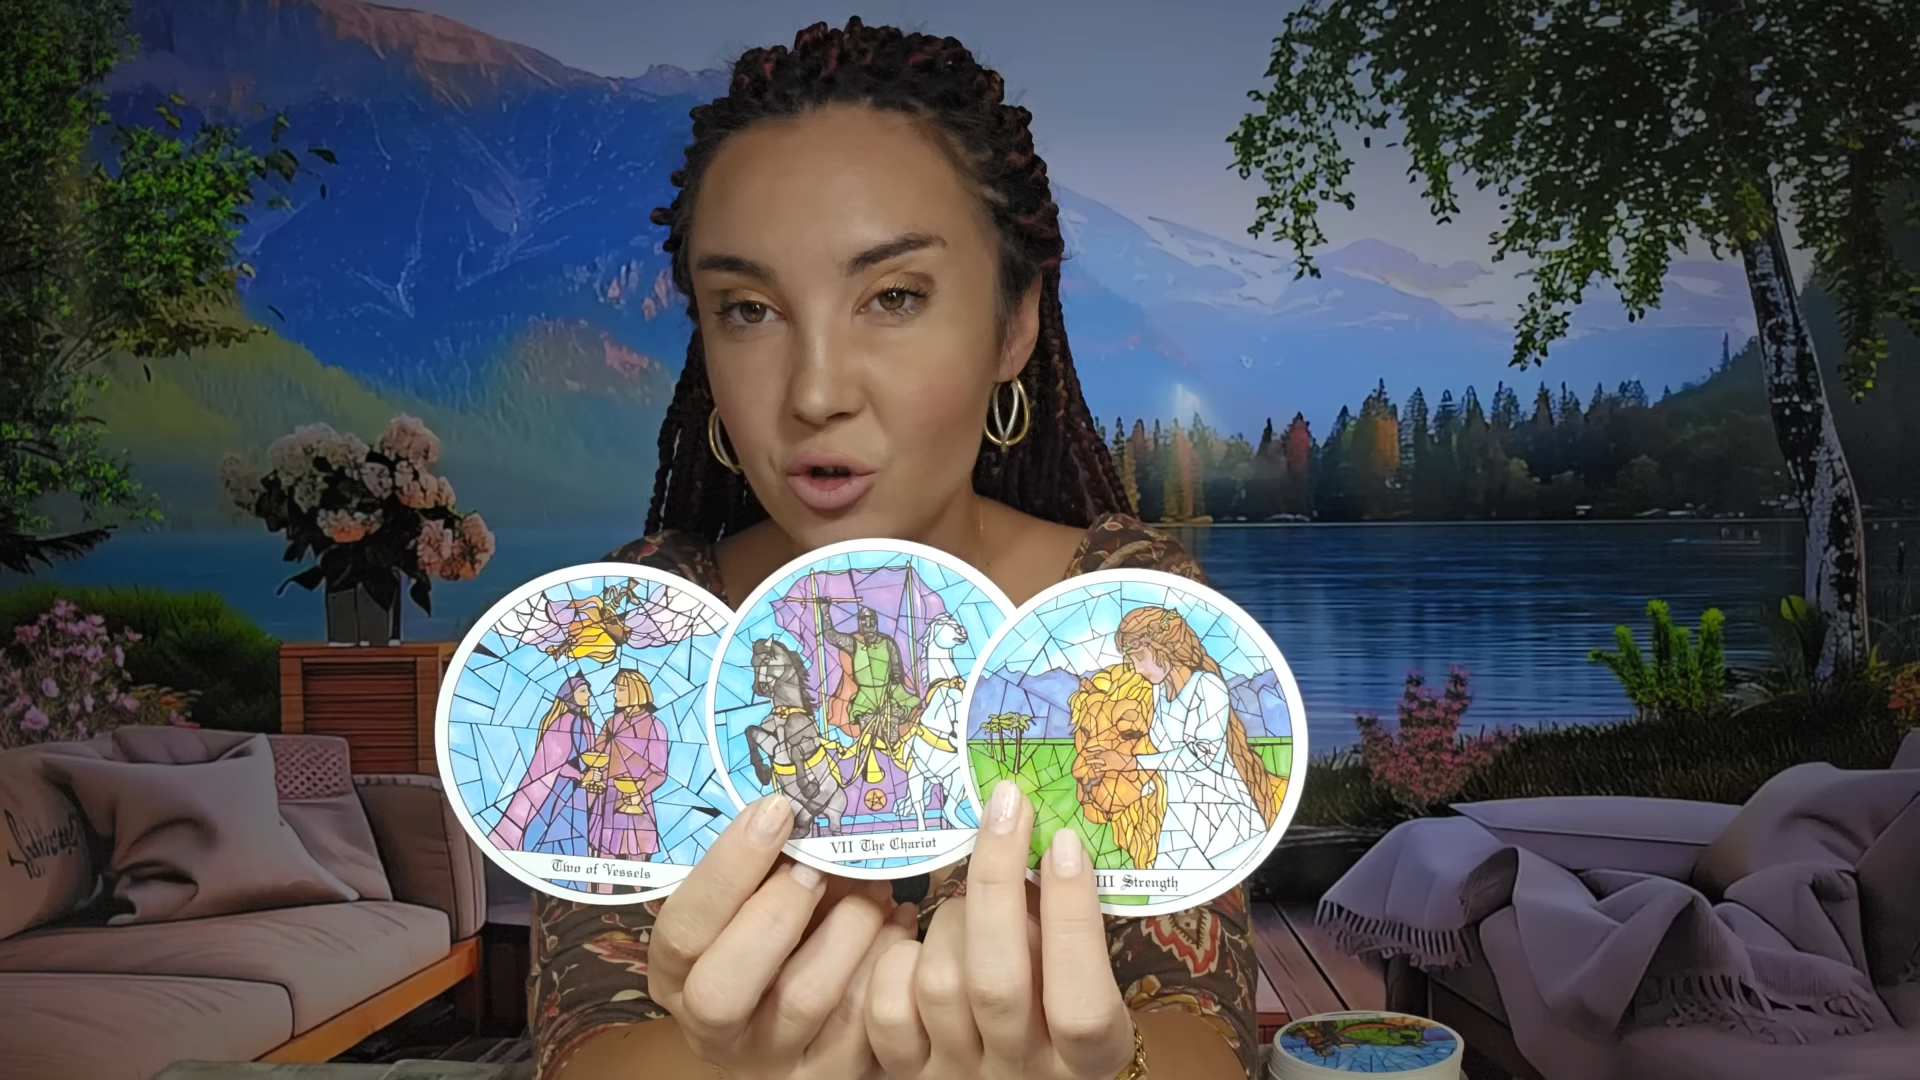 Two of Vessels
VII The Chariot
III Strength